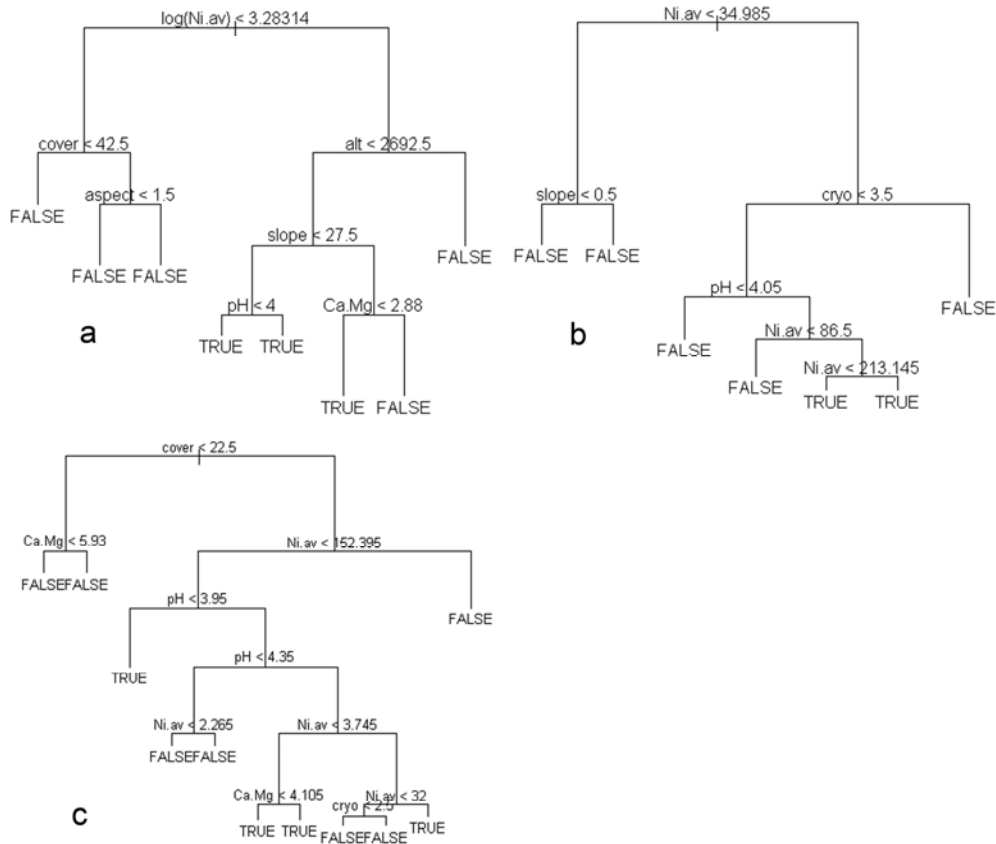 log(Ni.av) < 3.28314
cover < 42.5
alt < 2692.5
aspect < 1.5
FALSE
slope < 27.5
FALSE
FALSE FALSE
pH < 4
Ca.Mg < 2.88
TRUE TRUE
TRUE FALSE
a
Ni.av < 34.985
slope < 0.5
cryo < 3.5
FALSE FALSE
pH < 4.05
FALSE
Ni.av < 86.5
FALSE
Ni.av < 213.145
FALSE
TRUE TRUE
b
cover < 22.5
Ca.Mg < 5.93
Ni.av < 152.395
FALSEFALSE
pH < 3.95
FALSE
pH < 4.35
TRUE
Ni.av < 2.265
Ni.av < 3.745
FALSEFALSE
Ca.Mg < 4.105
Ni.av < 32
cryo < 2.5
TRUE TRUE
FALSEFALSE
TRUE
c